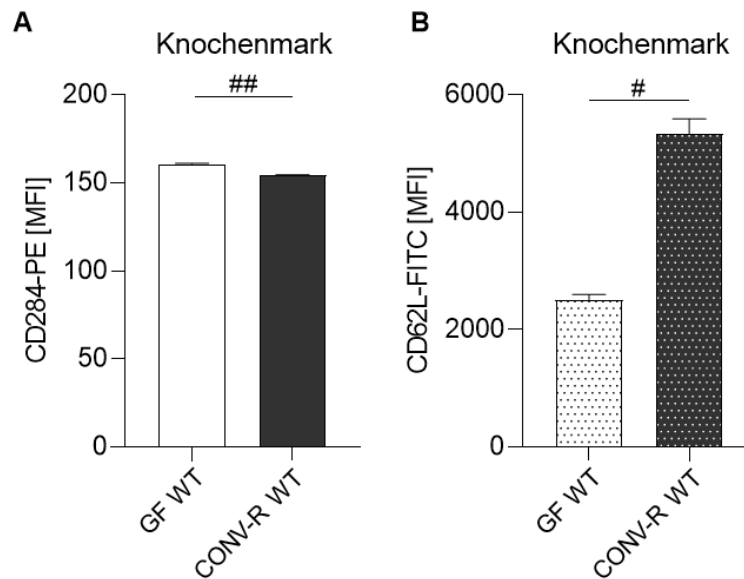 A
Knochenmark
##
CD284-PE [MFI]
200
150
100
50
0
GF WT
CONV-R WT
B
Knochenmark
#
CD62L-FITC [MFI]
6000
4000
2000
0
GF WT
CONV-R WT